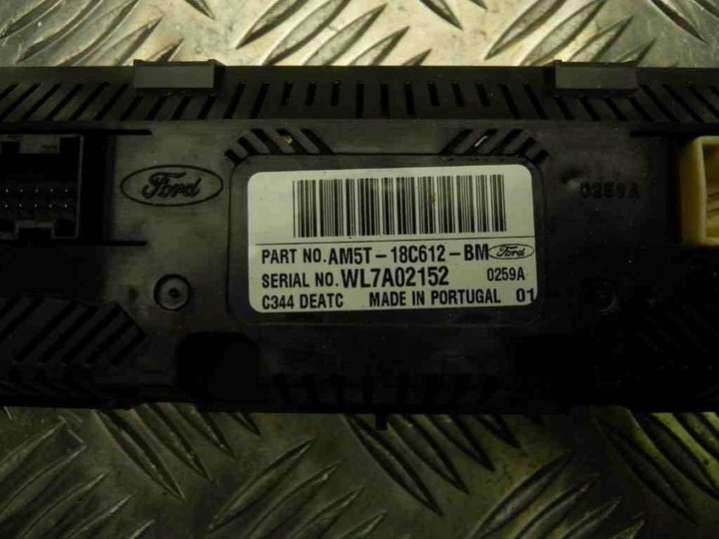 Ford
0259A
PART NO. AM5T-18C612-BM Ford
SERIAL NO. WL7A02152 0259A
C344 DEATC MADE IN PORTUGAL 01